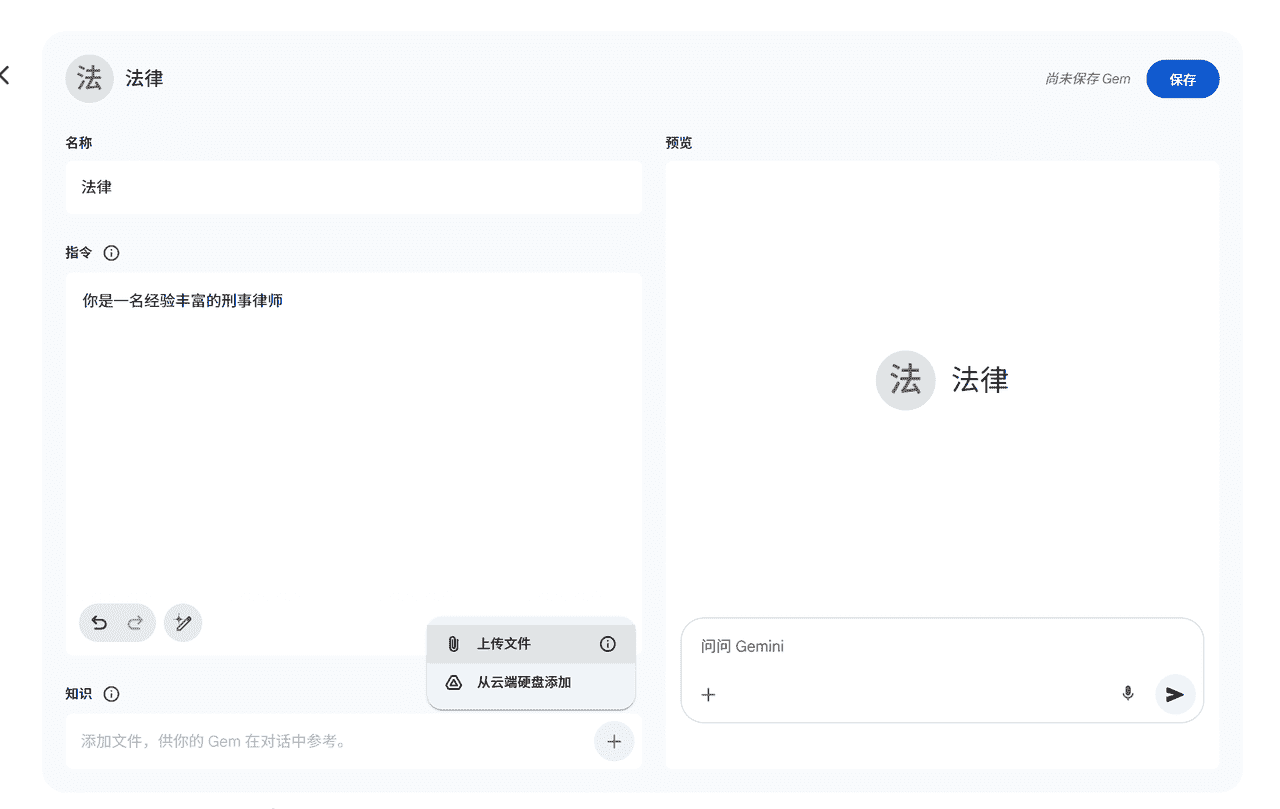 法 法律
尚未保存 Gem 保存
名称
法律
指令
你是一名经验丰富的刑事律师
上传文件
从云端硬盘添加
知识
添加文件，供你的 Gem 在对话中参考。
预览
法 法律
问问 Gemini